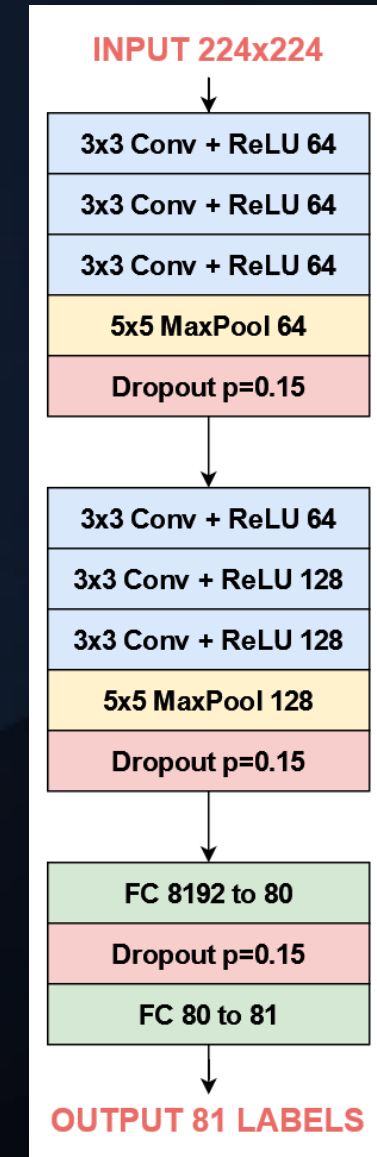 INPUT 224x224
3x3 Conv + ReLU 64
3x3 Conv + ReLU 64
3x3 Conv + ReLU 64
5x5 MaxPool 64
Dropout p=0.15
3x3 Conv + ReLU 64
3x3 Conv + ReLU 128
3x3 Conv + ReLU 128
5x5 MaxPool 128
Dropout p=0.15
FC 8192 to 80
Dropout p=0.15
FC 80 to 81
OUTPUT 81 LABELS